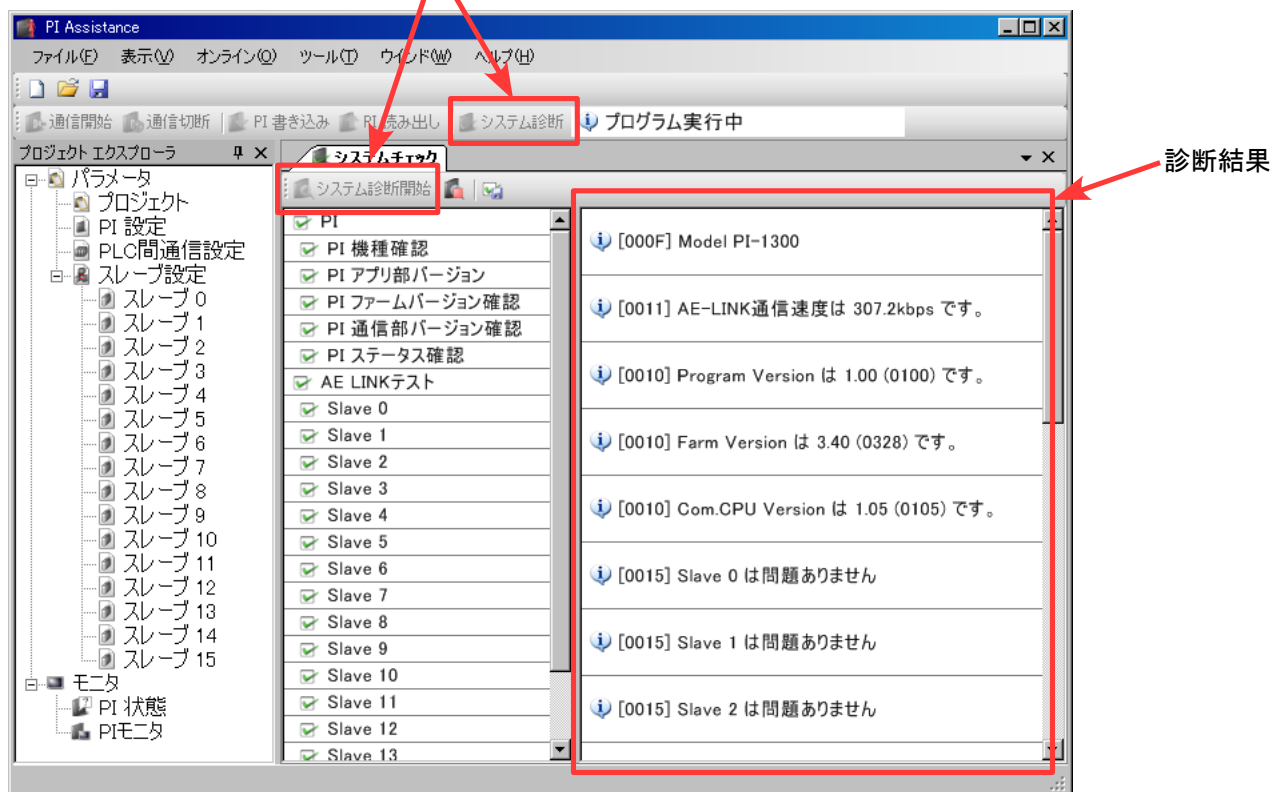 PI Assistance
ファイル(F) 表示(V) オンライン(O) ツール(T) ウインド(W) ヘルプ(H)
通信開始 通信切断 PI 書き込み PI 読み出し システム診断 プログラム実行中
プロジェクト エクスプローラ
パラメータ
プロジェクト
PI 設定
PLC間通信設定
スレーブ設定
スレーブ 0
スレーブ 1
スレーブ 2
スレーブ 3
スレーブ 4
スレーブ 5
スレーブ 6
スレーブ 7
スレーブ 8
スレーブ 9
スレーブ 10
スレーブ 11
スレーブ 12
スレーブ 13
スレーブ 14
スレーブ 15
モニタ
PI 状態
PIモニタ
システムチェック
システム診断開始
PI
PI 機種確認
PI アプリ部バージョン
PI ファームバージョン確認
PI 通信部バージョン確認
PI ステータス確認
AE LINKテスト
Slave 0
Slave 1
Slave 2
Slave 3
Slave 4
Slave 5
Slave 6
Slave 7
Slave 8
Slave 9
Slave 10
Slave 11
Slave 12
Slave 13
[000F] Model PI-1300
[0011] AE-LINK通信速度は 307.2kbps です。
[0010] Program Version は 1.00 (0100) です。
[0010] Farm Version は 3.40 (0328) です。
[0010] Com.CPU Version は 1.05 (0105) です。
[0015] Slave 0 は問題ありません
[0015] Slave 1 は問題ありません
[0015] Slave 2 は問題ありません
診断結果